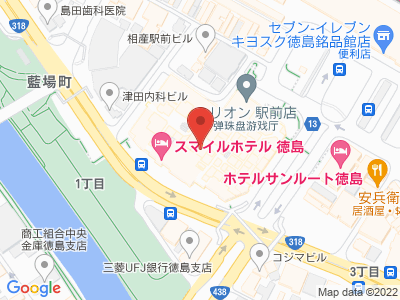 島田歯科医院
相産駅前ビル
セブン-イレブン
キヨスク徳島銘品館店
便利店
318
藍場町
津田内科ビル
リオン 駅前店
弹珠盘游戏厅
13
スマイルホテル 徳島
ホテルサンルート徳島
安兵衛
居酒屋・$
1丁目
318
商工組合中央
金庫徳島支店
三菱UFJ銀行徳島支店
コジマビル
3丁目
318
438
Google
Map data ©2022